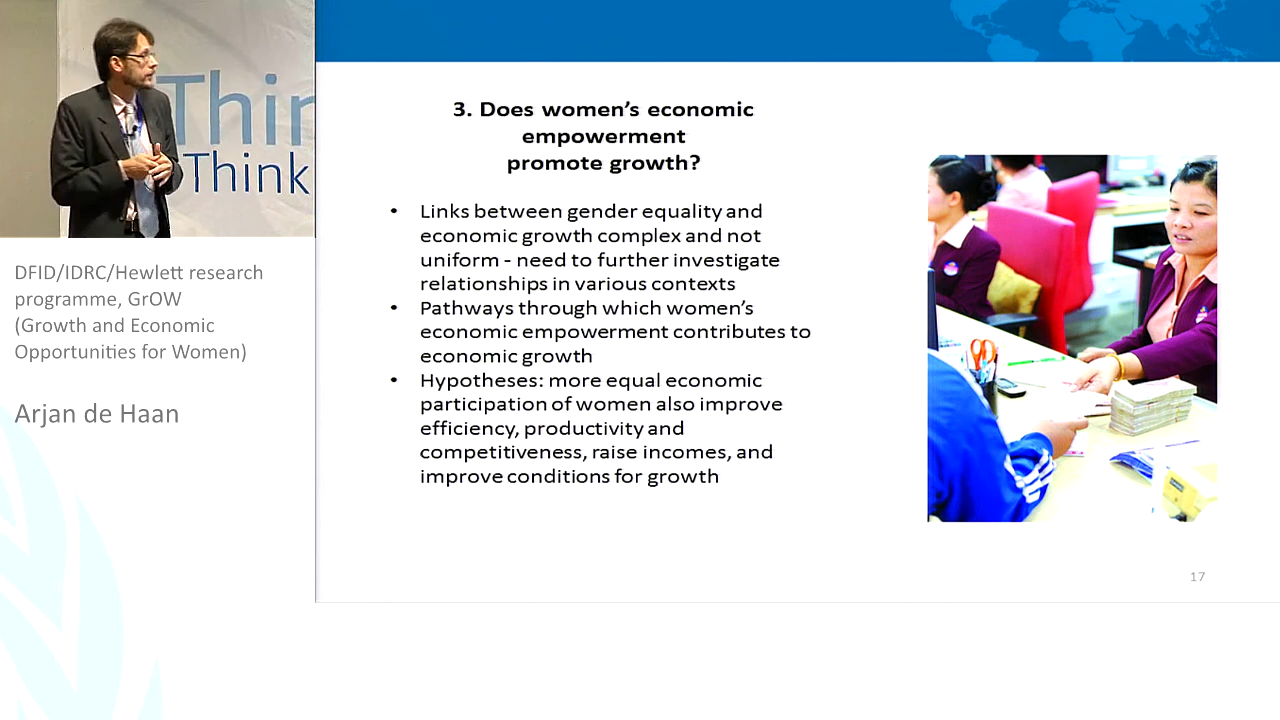 Thin
Think
DFID/IDRC/Hewlett research
programme, GrOW
(Growth and Economic
Opportunities for Women)
Arjan de Haan
3. Does women’s economic
empowerment
promote growth?
• Links between gender equality and
economic growth complex and not
uniform - need to further investigate
relationships in various contexts
• Pathways through which women’s
economic empowerment contributes to
economic growth
• Hypotheses: more equal economic
participation of women also improve
efficiency, productivity and
competitiveness, raise incomes, and
improve conditions for growth
17